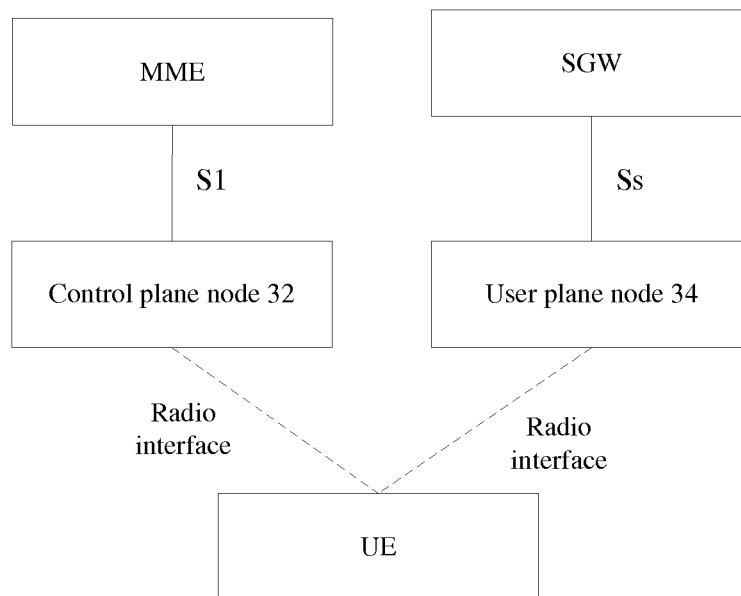 MME
SGW
S1
Ss
Control plane node 32
User plane node 34
Radio
interface
Radio
interface
UE